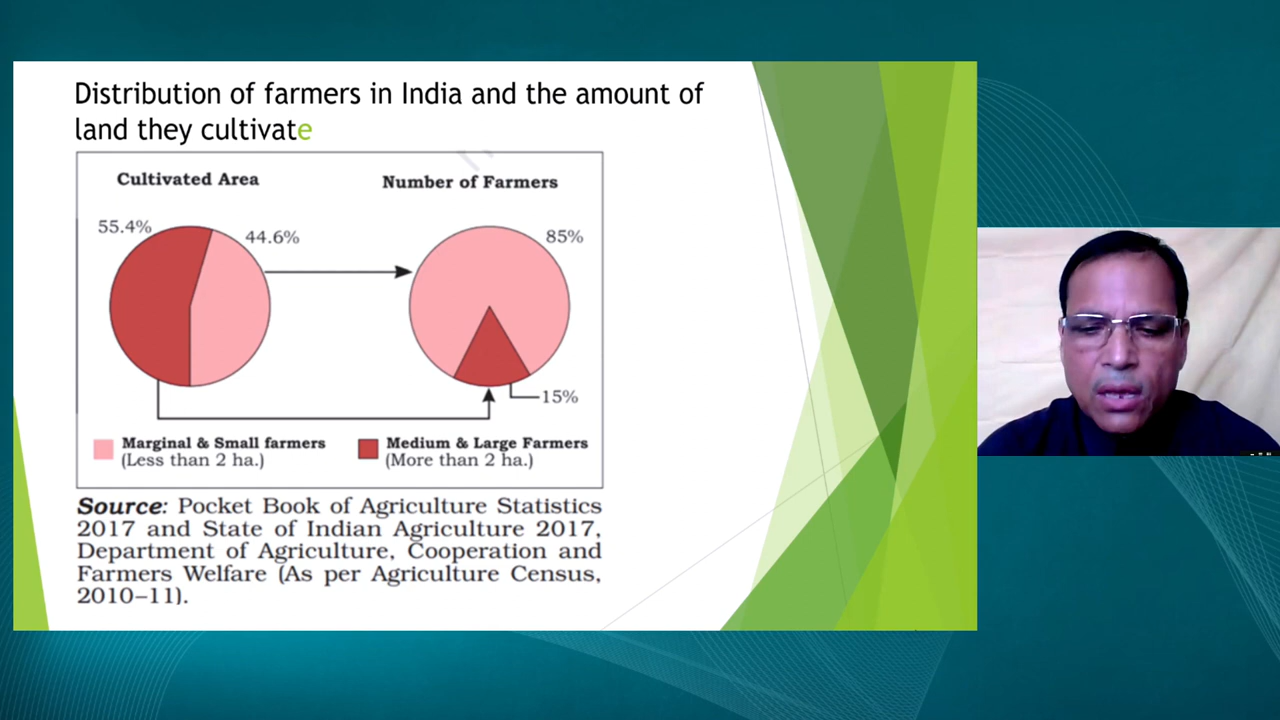 Distribution of farmers in India and the amount of
land they cultivate
Cultivated Area
Number of Farmers
55.4%
44.6%
85%
15%
Marginal & Small farmers
(Less than 2 ha.)
Medium & Large Farmers
(More than 2 ha.)
Source: Pocket Book of Agriculture Statistics
2017 and State of Indian Agriculture 2017,
Department of Agriculture, Cooperation and
Farmers Welfare (As per Agriculture Census,
2010–11).